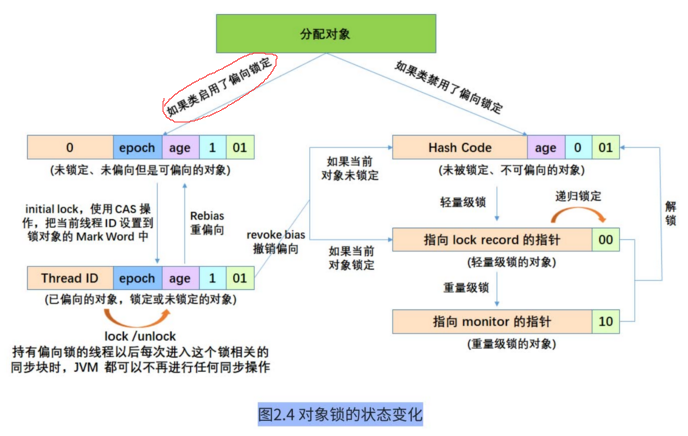 分配对象
如果类启用了偏向锁定
如果类禁用了偏向锁定
0 epoch age 1 01
(未锁定、未偏向但是可偏向的对象)
Hash Code age 0 01
(未被锁定、不可偏向的对象)
initial lock，使用 CAS 操
作，把当前线程 ID 设置到
锁对象的 Mark Word 中
Rebias
重偏向
revoke bias
撤销偏向
如果当前
对象未锁定
如果当前
对象锁定
轻量级锁
递归锁定
解
锁
指向 lock record 的指针 00
(轻量级锁的对象)
重量级锁
Thread ID epoch age 1 01
(已偏向的对象，锁定或未锁定的对象)
指向 monitor 的指针 10
(重量级锁的对象)
lock /unlock
持有偏向锁的线程以后每次进入这个锁相关的
同步块时，JVM 都可以不再进行任何同步操作
图2.4 对象锁的状态变化